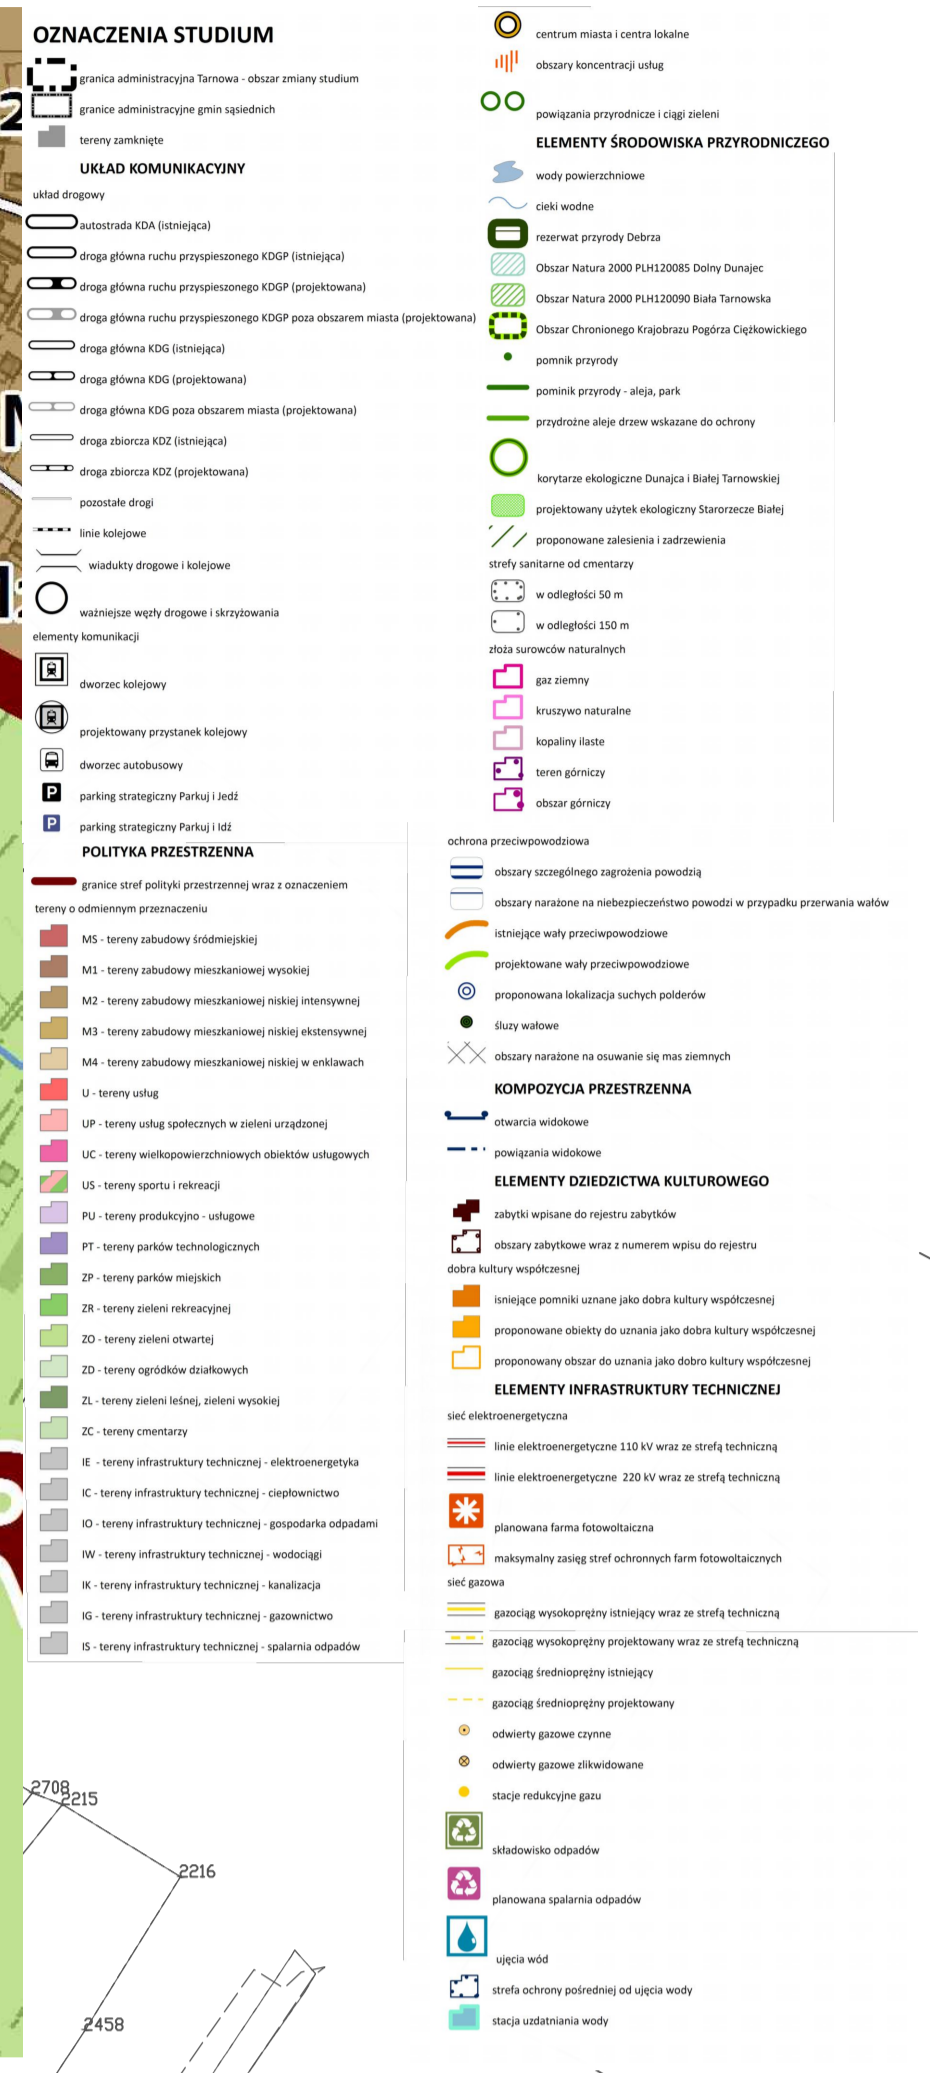 OZNACZENIA STUDIUM
granica administracyjna Tarnowa - obszar zmiany studium
granice administracyjne gmin sąsiednich
tereny zamknięte
UKŁAD KOMUNIKACYJNY
układ drogowy
autostrada KDA (istniejąca)
droga główna ruchu przyspieszonego KDGP (istniejąca)
droga główna ruchu przyspieszonego KDGP (projektowana)
droga główna ruchu przyspieszonego KDGP poza obszarem miasta (projektowana)
droga główna KDG (istniejąca)
droga główna KDG (projektowana)
droga główna KDG poza obszarem miasta (projektowana)
droga zbiorcza KDZ (istniejąca)
droga zbiorcza KDZ (projektowana)
pozostałe drogi
linie kolejowe
wiadukty drogowe i kolejowe
ważniejsze węzły drogowe i skrzyżowania
elementy komunikacji
dworzec kolejowy
projektowany przystanek kolejowy
dworzec autobusowy
P parking strategiczny Parkuj i Jedź
P parking strategiczny Parkuj i Idź
POLITYKA PRZESTRZENNA
granice stref polityki przestrzennej wraz z oznaczeniem
tereny o odmiennym przeznaczeniu
MS - tereny zabudowy śródmiejskiej
M1 - tereny zabudowy mieszkaniowej wysokiej
M2 - tereny zabudowy mieszkaniowej niskiej intensywnej
M3 - tereny zabudowy mieszkaniowej niskiej ekstensywnej
M4 - tereny zabudowy mieszkaniowej niskiej w enklawach
U - tereny usług
UP - tereny usług społecznych w zieleni urządzonej
UC - tereny wielkopowierzchniowych obiektów usługowych
US - tereny sportu i rekreacji
PU - tereny produkcyjno - usługowe
PT - tereny parków technologicznych
ZP - tereny parków miejskich
ZR - tereny zieleni rekreacyjnej
ZO - tereny zieleni otwartej
ZD - tereny ogródków działkowych
ZL - tereny zieleni leśnej, zieleni wysokiej
ZC - tereny cmentarzy
IE - tereny infrastruktury technicznej - elektroenergetyka
IC - tereny infrastruktury technicznej - ciepłownictwo
IO - tereny infrastruktury technicznej - gospodarka odpadami
IW - tereny infrastruktury technicznej - wodociągi
IK - tereny infrastruktury technicznej - kanalizacja
IG - tereny infrastruktury technicznej - gazownictwo
IS - tereny infrastruktury technicznej - spalarnia odpadów
2708
2215
2216
2458
centrum miasta i centra lokalne
obszary koncentracji usług
powiązania przyrodnicze i ciągi zieleni
ELEMENTY ŚRODOWISKA PRZYRODNICZEGO
wody powierzchniowe
cieki wodne
rezerwat przyrody Debrza
Obszar Natura 2000 PLH120085 Dolny Dunajec
Obszar Natura 2000 PLH120090 Biała Tarnowska
Obszar Chronionego Krajobrazu Pogórza Ciężkowickiego
pomnik przyrody
pominik przyrody - aleja, park
przydrożne aleje drzew wskazane do ochrony
korytarze ekologiczne Dunajca i Białej Tarnowskiej
projektowany użytek ekologiczny Starorzecze Białej
proponowane zalesienia i zadrzewienia
strefy sanitarne od cmentarzy
w odległości 50 m
w odległości 150 m
złoża surowców naturalnych
gaz ziemny
kruszywo naturalne
kopaliny ilaste
teren górniczy
obszar górniczy
ochrona przeciwpowodziowa
obszary szczególnego zagrożenia powodzią
obszary narażone na niebezpieczeństwo powodzi w przypadku przerwania wałów
istniejące wały przeciwpowodziowe
projektowane wały przeciwpowodziowe
proponowana lokalizacja suchych polderów
śluzy wałowe
obszary narażone na osuwanie się mas ziemnych
KOMPOZYCJA PRZESTRZENNA
otwarcia widokowe
powiązania widokowe
ELEMENTY DZIEDZICTWA KULTUROWEGO
zabytki wpisane do rejestru zabytków
obszary zabytkowe wraz z numerem wpisu do rejestru
dobra kultury współczesnej
isniejące pomniki uznane jako dobra kultury współczesnej
proponowane obiekty do uznania jako dobra kultury współczesnej
proponowany obszar do uznania jako dobro kultury współczesnej
ELEMENTY INFRASTRUKTURY TECHNICZNEJ
sieć elektroenergetyczna
linie elektroenergetyczne 110 kV wraz ze strefą techniczną
linie elektroenergetyczne 220 kV wraz ze strefą techniczną
planowana farma fotowoltaiczna
maksymalny zasięg stref ochronnych farm fotowoltaicznych
sieć gazowa
gazociąg wysokoprężny istniejący wraz ze strefą techniczną
gazociąg wysokoprężny projektowany wraz ze strefą techniczną
gazociąg średnioprężny istniejący
gazociąg średnioprężny projektowany
odwierty gazowe czynne
odwierty gazowe zlikwidowane
stacje redukcyjne gazu
składowisko odpadów
planowana spalarnia odpadów
ujęcia wód
strefa ochrony pośredniej od ujęcia wody
stacja uzdatniania wody